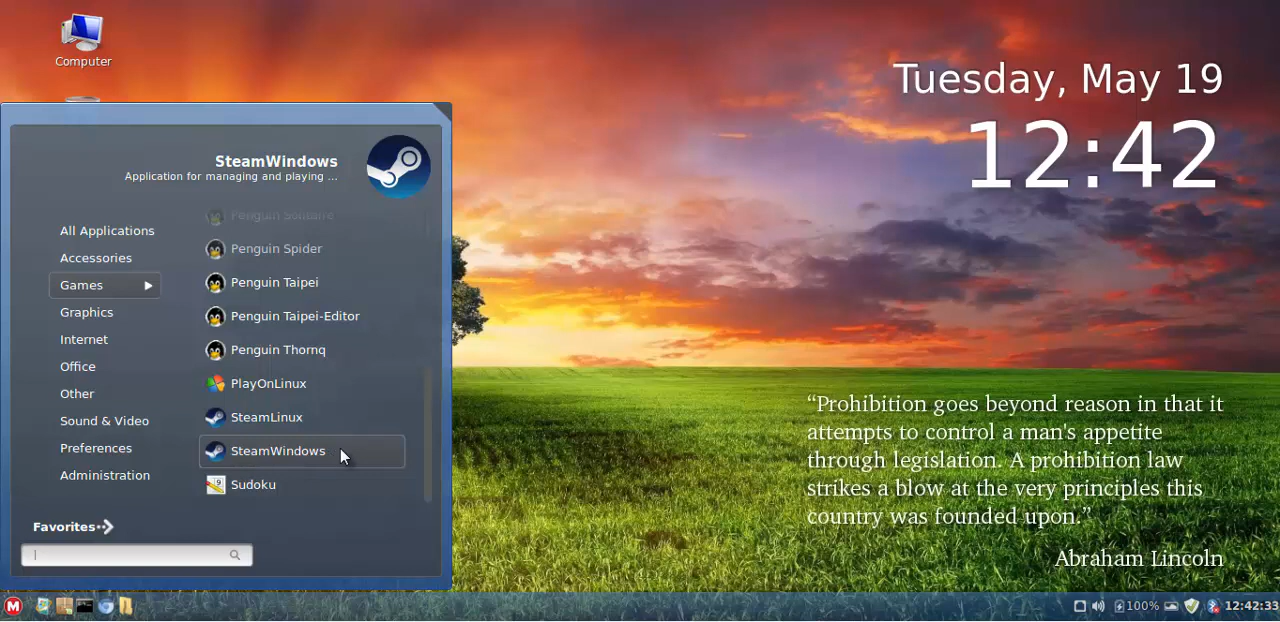 Computer
Tuesday, May 19
12:42
SteamWindows
Application for managing and playing ...
All Applications
Accessories
Games
Graphics
Internet
Office
Other
Sound & Video
Preferences
Administration
Penguin Solitaire
Penguin Spider
Penguin Taipei
Penguin Taipei-Editor
Penguin Thornq
PlayOnLinux
SteamLinux
SteamWindows
Sudoku
Favorites
“Prohibition goes beyond reason in that it
attempts to control a man's appetite
through legislation. A prohibition law
strikes a blow at the very principles this
country was founded upon.”
Abraham Lincoln
M
100%
12:42:33